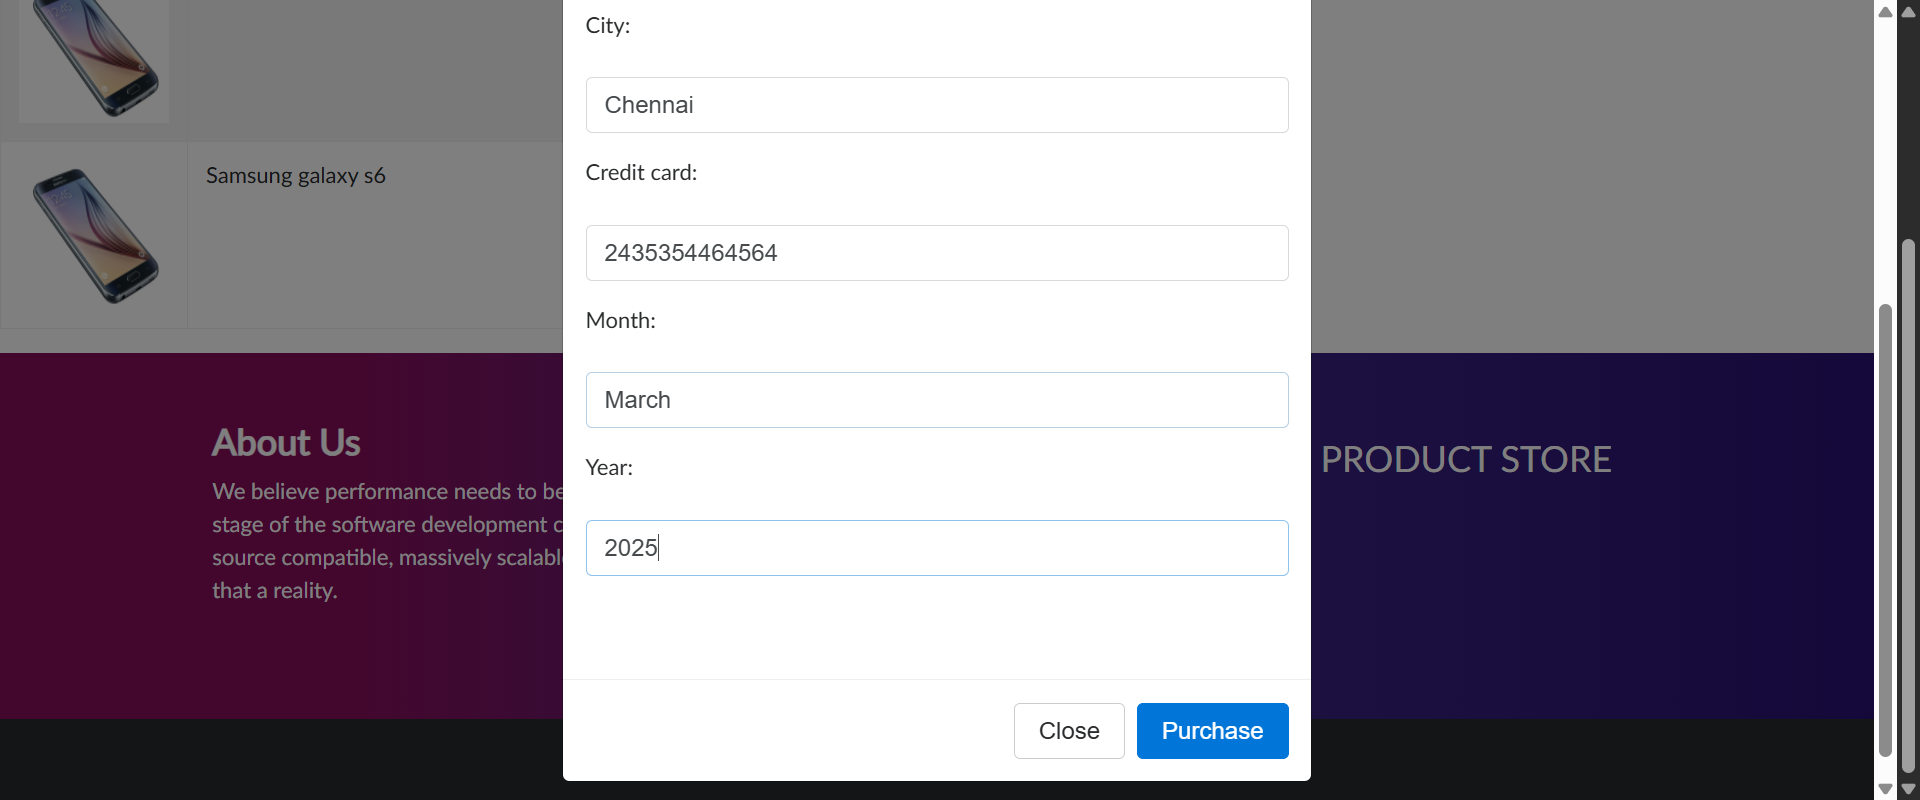 City:
Chennai
Samsung galaxy s6
Credit card:
2435354464564
Month:
March
Year:
2025
About Us
We believe performance needs to be
stage of the software development c
source compatible, massively scalabl
that a reality.
PRODUCT STORE
Close
Purchase